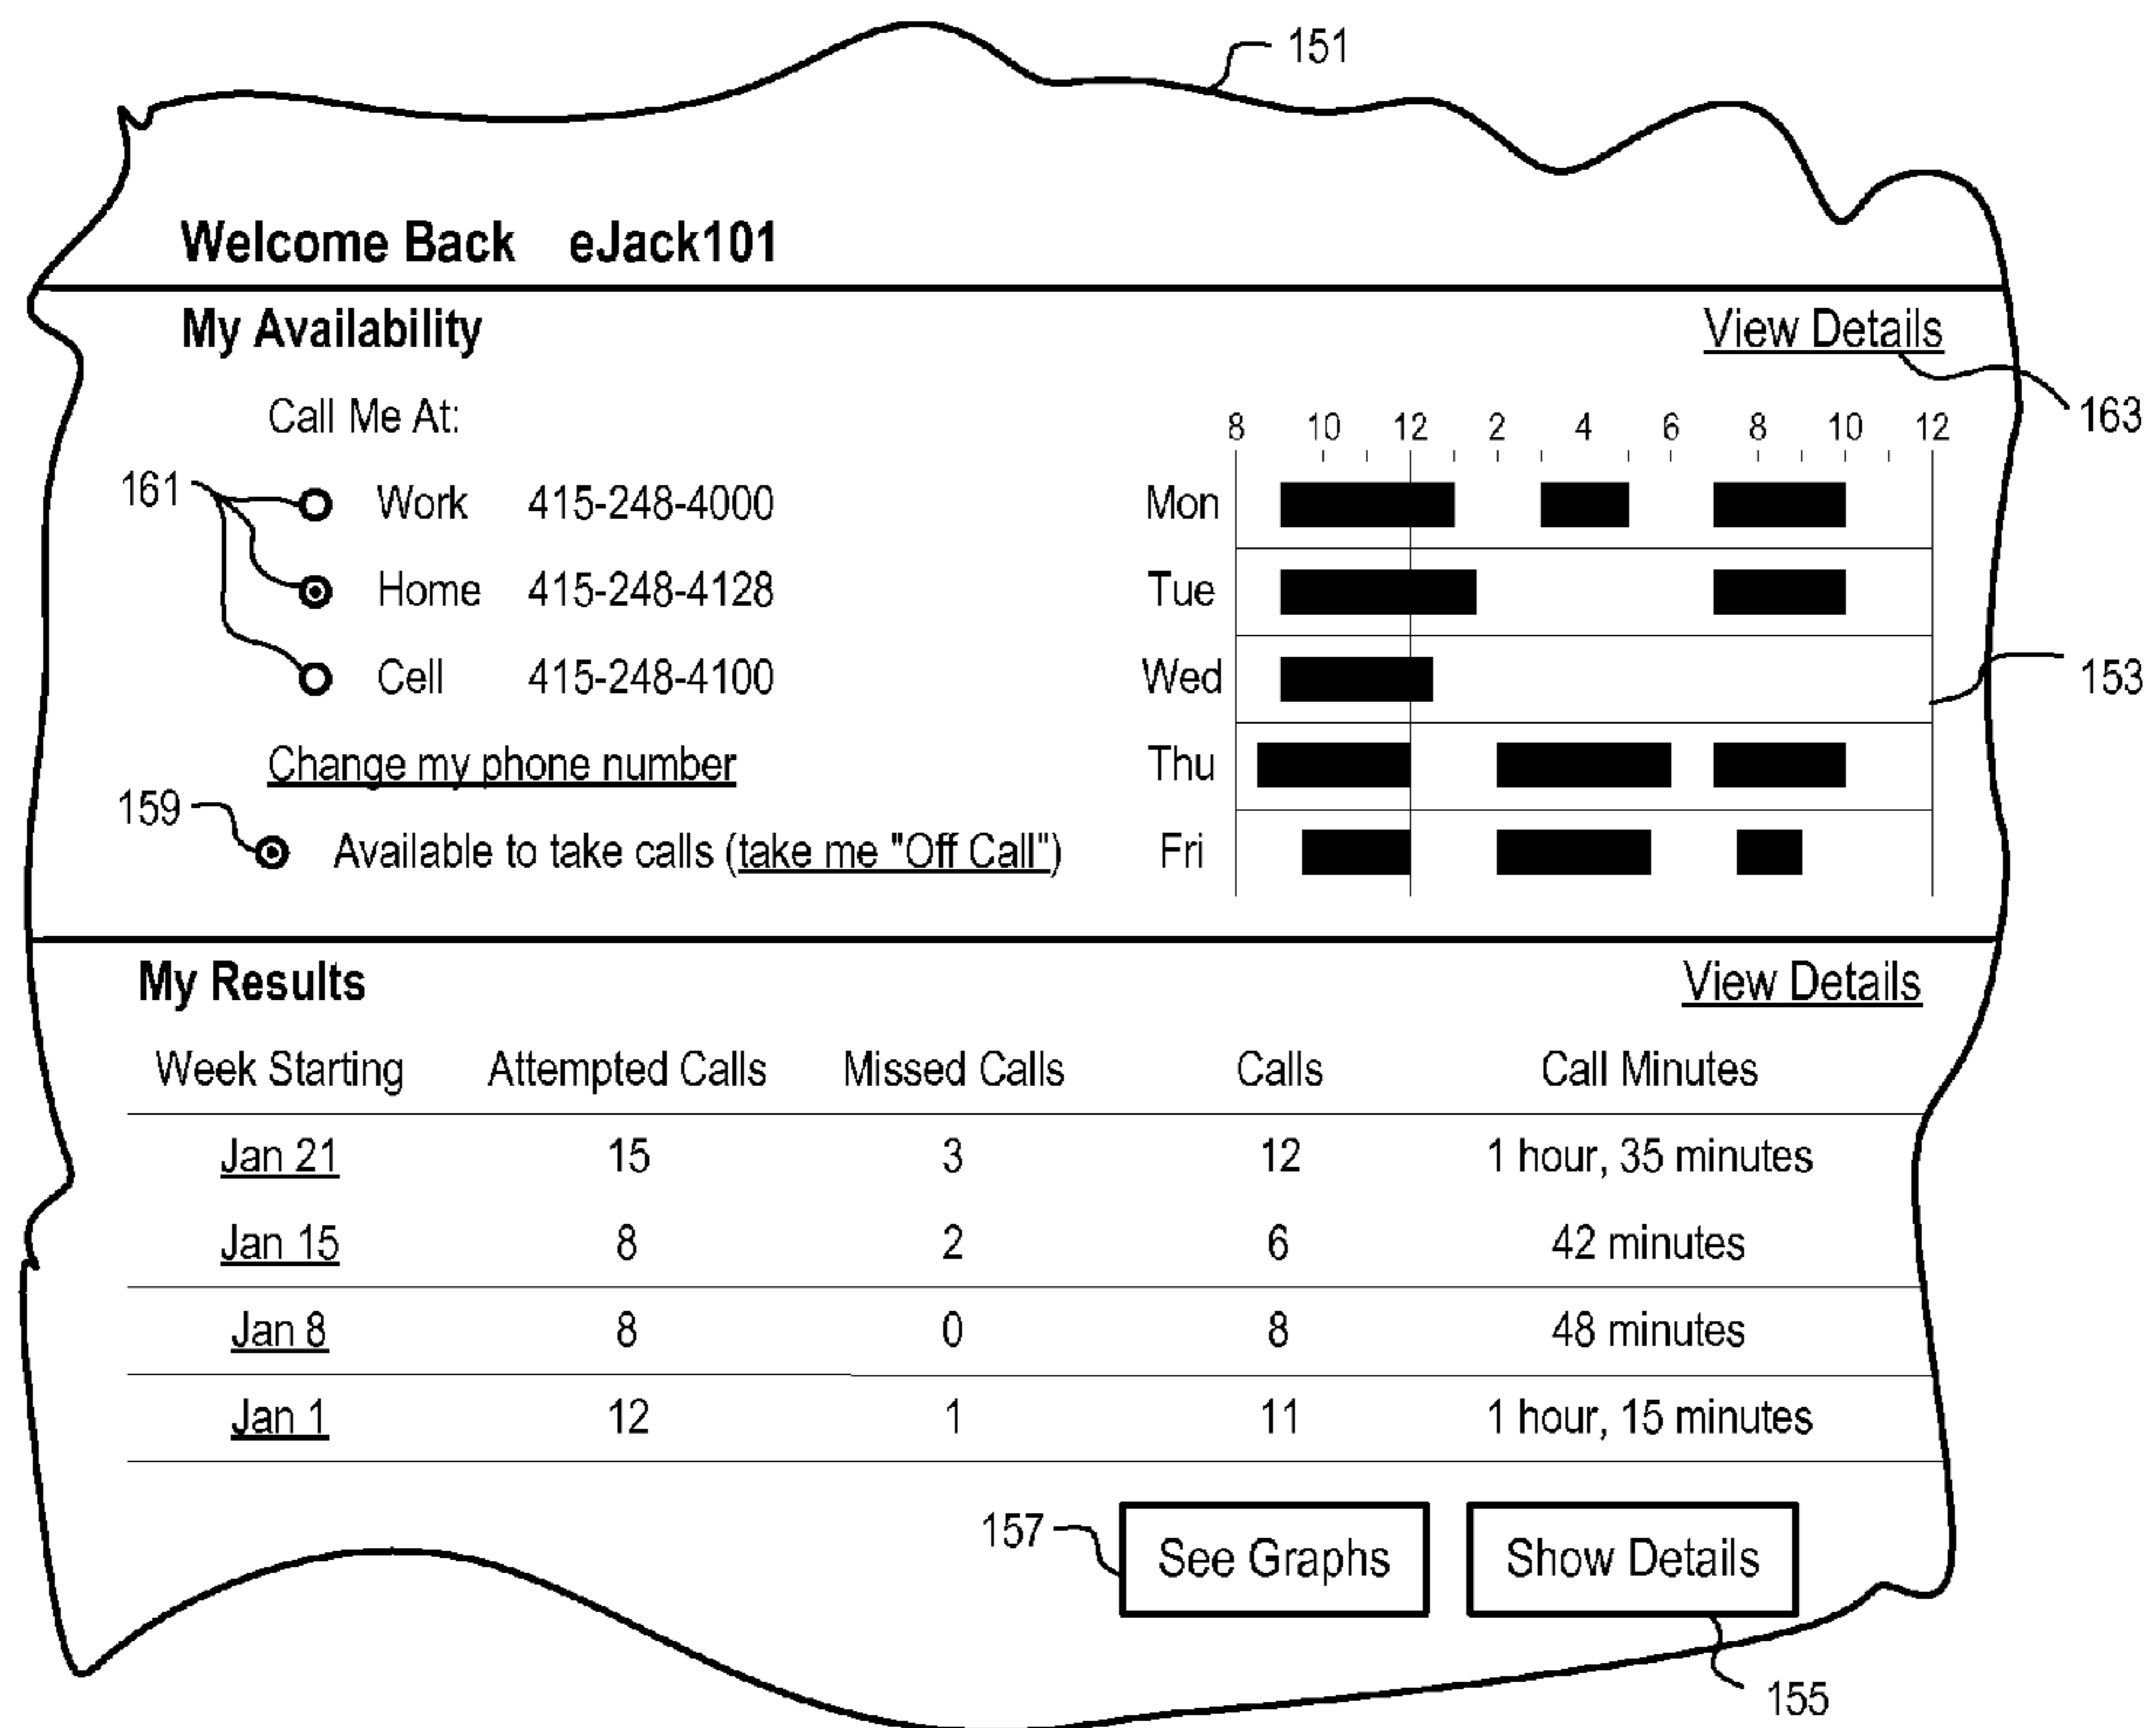 151
Welcome Back eJack101
My Availability View Details
163
Call Me At:
8 10 12 2 4 6 8 10 12
161 Work 415-248-4000 Mon
Home 415-248-4128 Tue
Cell 415-248-4100 Wed
153
Change my phone number Thu
159
Available to take calls (take me "Off Call") Fri
My Results View Details
Week Starting Attempted Calls Missed Calls Calls Call Minutes
Jan 21 15 3 12 1 hour, 35 minutes
Jan 15 8 2 6 42 minutes
Jan 8 8 0 8 48 minutes
Jan 1 12 1 11 1 hour, 15 minutes
157 See Graphs Show Details
155